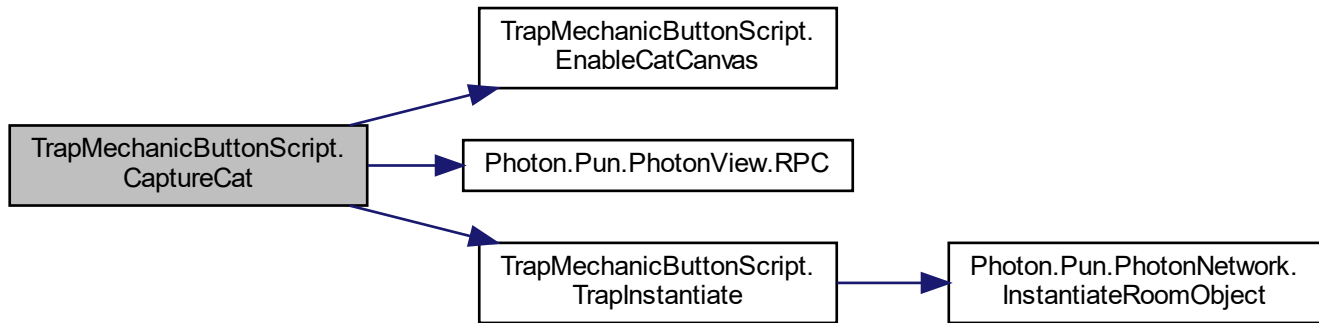 TrapMechanicButtonScript.
EnableCatCanvas
TrapMechanicButtonScript.
CaptureCat
Photon.Pun.PhotonView.RPC
TrapMechanicButtonScript.
TrapInstantiate
Photon.Pun.PhotonNetwork.
InstantiateRoomObject